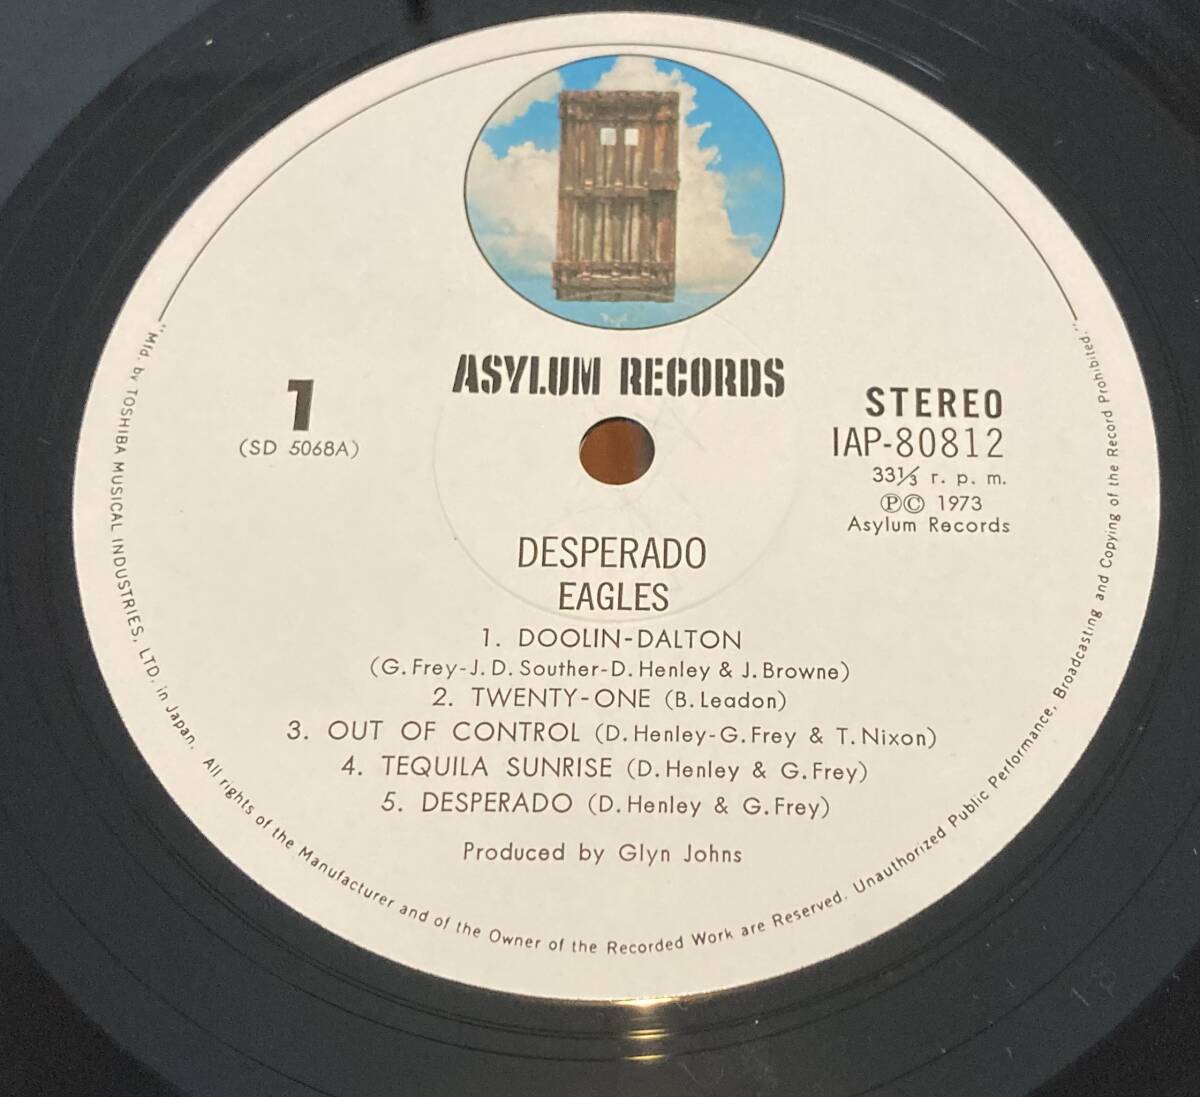 ASYLUM RECORDS
1
(SD 5068A)
STEREO
IAP-80812
33⅓ r. p. m.
ⓅⒸ 1973
Asylum Records
DESPERADO
EAGLES
1. DOOLIN-DALTON
(G. Frey-J. D. Souther-D. Henley & J. Browne)
2. TWENTY-ONE (B. Leadon)
3. OUT OF CONTROL (D. Henley-G. Frey & T. Nixon)
4. TEQUILA SUNRISE (D. Henley & G. Frey)
5. DESPERADO (D. Henley & G. Frey)
Produced by Glyn Johns
"Mfd. by TOSHIBA MUSICAL INDUSTRIES, LTD. in Japan. All rights of the Manufacturer and of the Owner of the Recorded Work are Reserved. Unauthorized Public Performance, Broadcasting and Copying of the Record Prohibited."